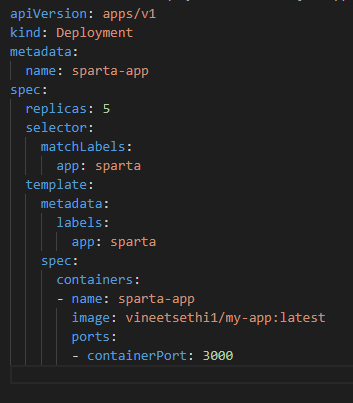 apiVersion: apps/v1
kind: Deployment
metadata:
  name: sparta-app
spec:
  replicas: 5
  selector:
    matchLabels:
      app: sparta
  template:
    metadata:
      labels:
        app: sparta
    spec:
      containers:
      - name: sparta-app
        image: vineetsethi1/my-app:latest
        ports:
        - containerPort: 3000